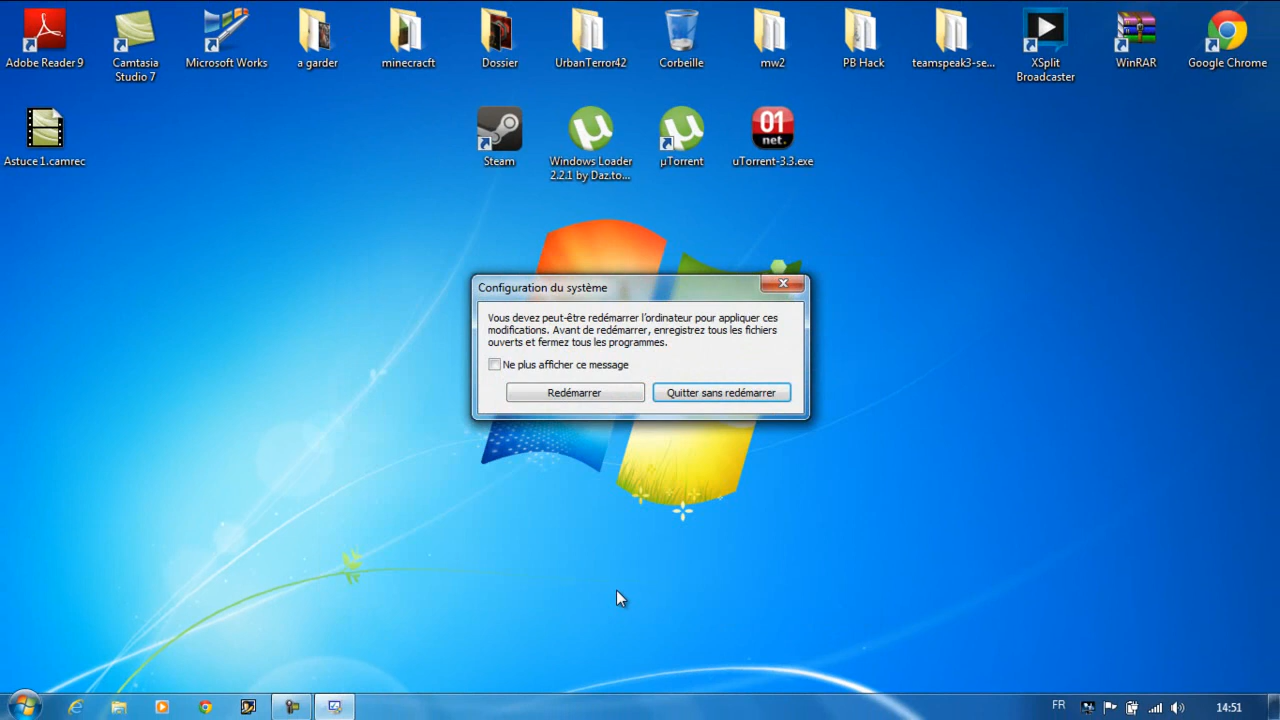 Adobe Reader 9
Camtasia
Studio 7
Microsoft Works
a garder
minecracft
Dossier
UrbanTerror42
Corbeille
mw2
PB Hack
teamspeak3-se...
XSplit
Broadcaster
WinRAR
Google Chrome
Astuce 1.camrec
Steam
Windows Loader
2.2.1 by Daz.to...
µTorrent
01
net.
uTorrent-3.3.exe
Configuration du système
Vous devez peut-être redémarrer l'ordinateur pour appliquer ces
modifications. Avant de redémarrer, enregistrez tous les fichiers
ouverts et fermez tous les programmes.
Ne plus afficher ce message
Redémarrer
Quitter sans redémarrer
FR
14:51